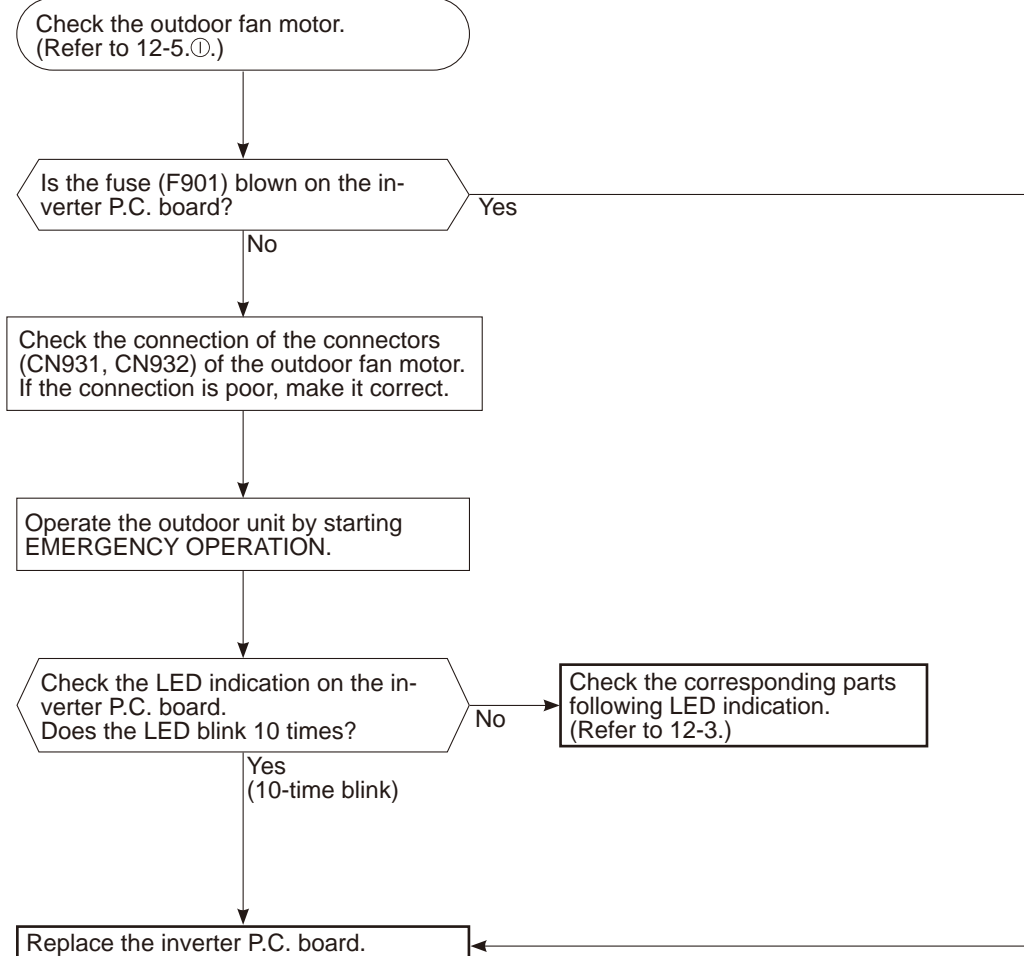 Check the outdoor fan motor.
(Refer to 12-5.Ⓘ.)
Is the fuse (F901) blown on the in-
verter P.C. board?
Yes
No
Check the connection of the connectors
(CN931, CN932) of the outdoor fan motor.
If the connection is poor, make it correct.
Operate the outdoor unit by starting
EMERGENCY OPERATION.
Check the LED indication on the in-
verter P.C. board.
Does the LED blink 10 times?
No
Check the corresponding parts
following LED indication.
(Refer to 12-3.)
Yes
(10-time blink)
Replace the inverter P.C. board.